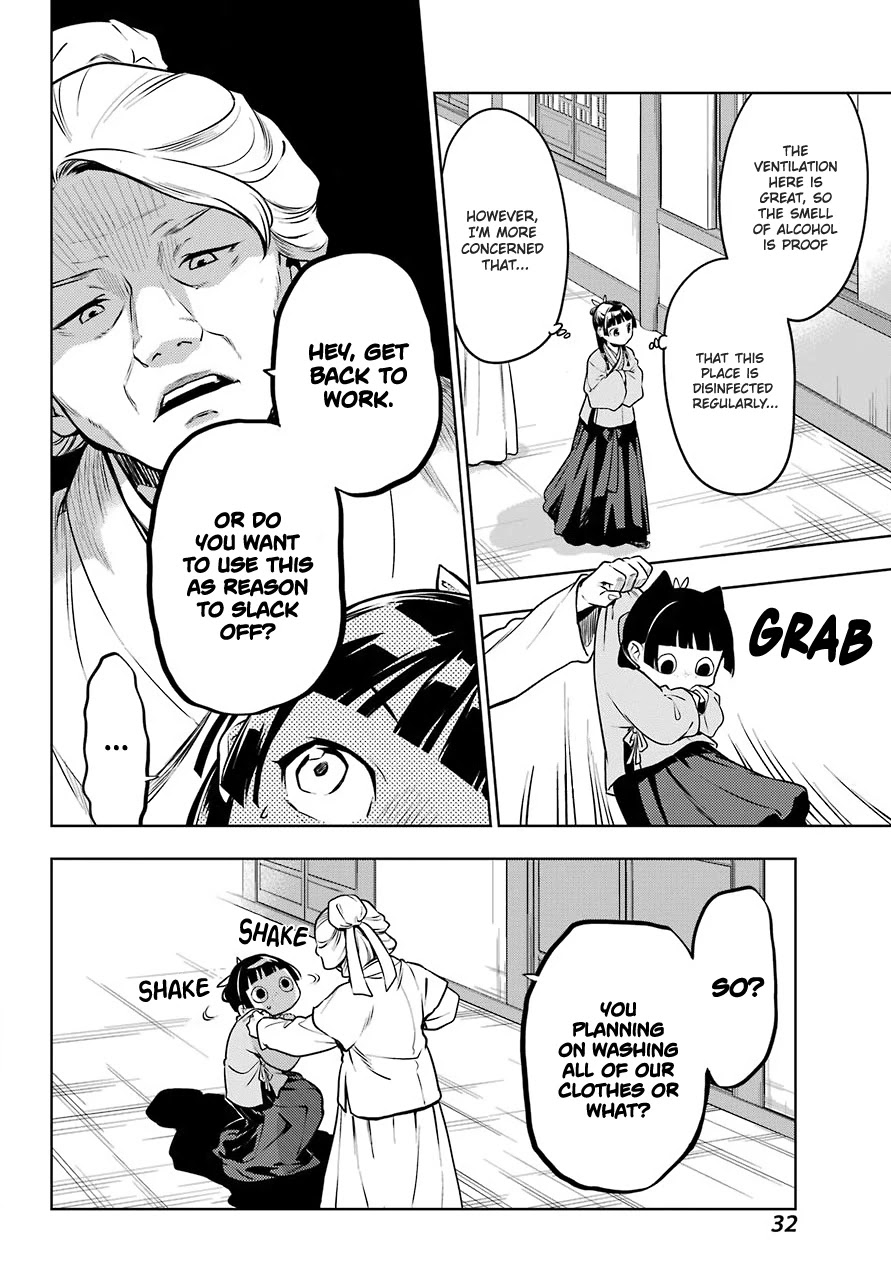 THE
VENTILATION
HERE IS
GREAT, SO
THE SMELL
OF ALCOHOL
IS PROOF
THAT THIS
PLACE IS
DISINFECTED
REGULARLY...
HOWEVER,
I'M MORE
CONCERNED
THAT...
GRAB
HEY, GET
BACK TO
WORK.
OR DO
YOU WANT
TO USE THIS
AS REASON
TO SLACK
OFF?
...
SO?
YOU
PLANNING
ON WASHING
ALL OF OUR
CLOTHES OR
WHAT?
SHAKE
SHAKE
32